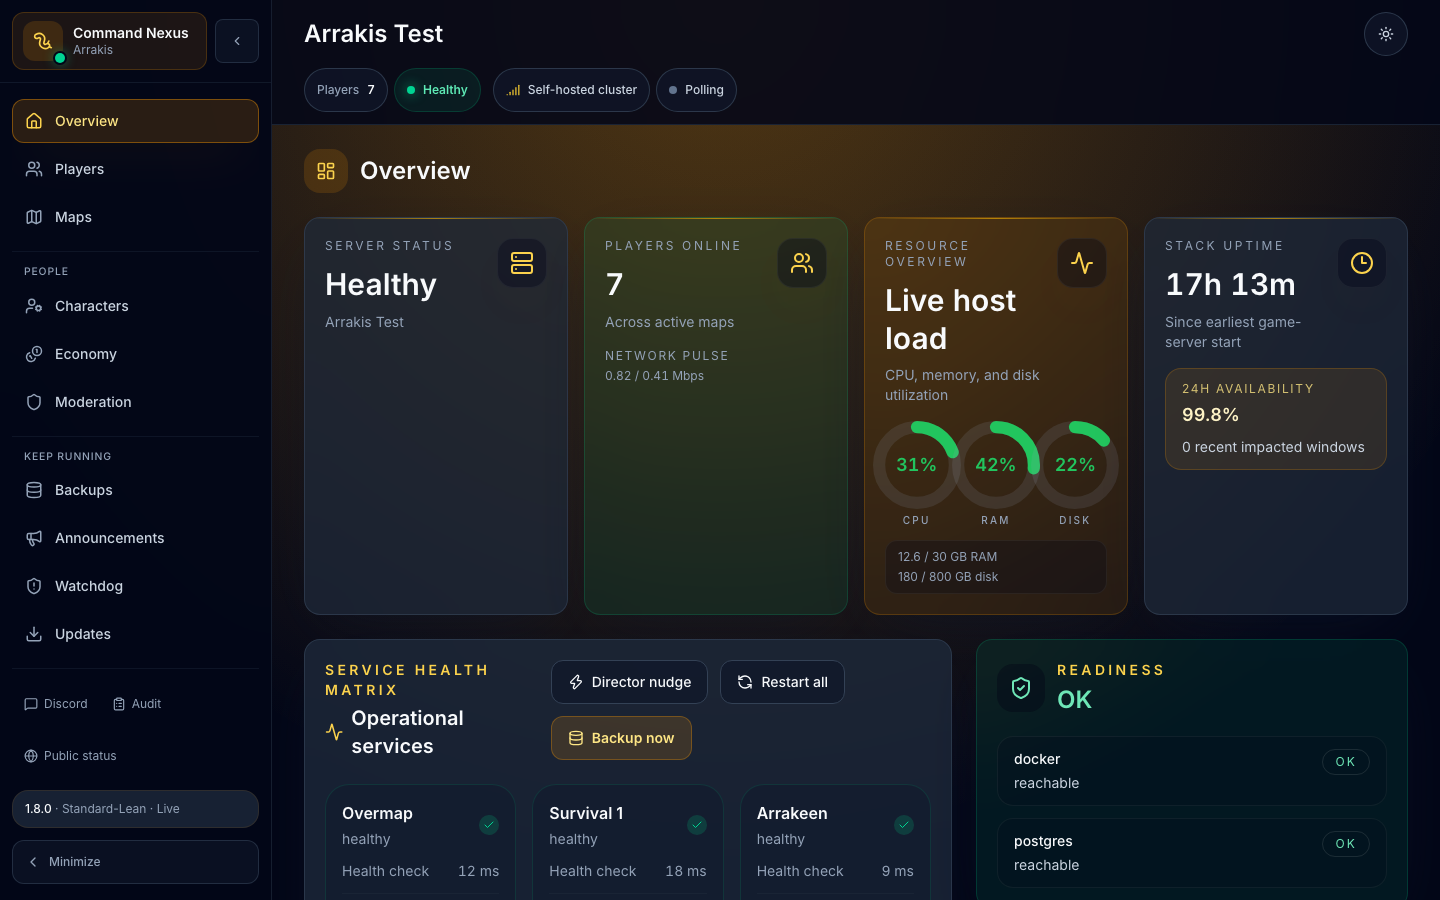 Command Nexus
Arrakis
Overview
Players
Maps
PEOPLE
Characters
Economy
Moderation
KEEP RUNNING
Backups
Announcements
Watchdog
Updates
Discord
Audit
Public status
1.8.0 · Standard-Lean · Live
Minimize
Arrakis Test
Players 7
Healthy
Self-hosted cluster
Polling
Overview
SERVER STATUS
Healthy
Arrakis Test
PLAYERS ONLINE
7
Across active maps
NETWORK PULSE
0.82 / 0.41 Mbps
RESOURCE
OVERVIEW
Live host
load
CPU, memory, and disk
utilization
31%
42%
22%
CPU
RAM
DISK
12.6 / 30 GB RAM
180 / 800 GB disk
STACK UPTIME
17h 13m
Since earliest game-
server start
24H AVAILABILITY
99.8%
0 recent impacted windows
SERVICE HEALTH
MATRIX
Operational
services
Director nudge
Restart all
Backup now
Overmap
healthy
Health check 12 ms
Survival 1
healthy
Health check 18 ms
Arrakeen
healthy
Health check 9 ms
READINESS
OK
docker
reachable
OK
postgres
reachable
OK